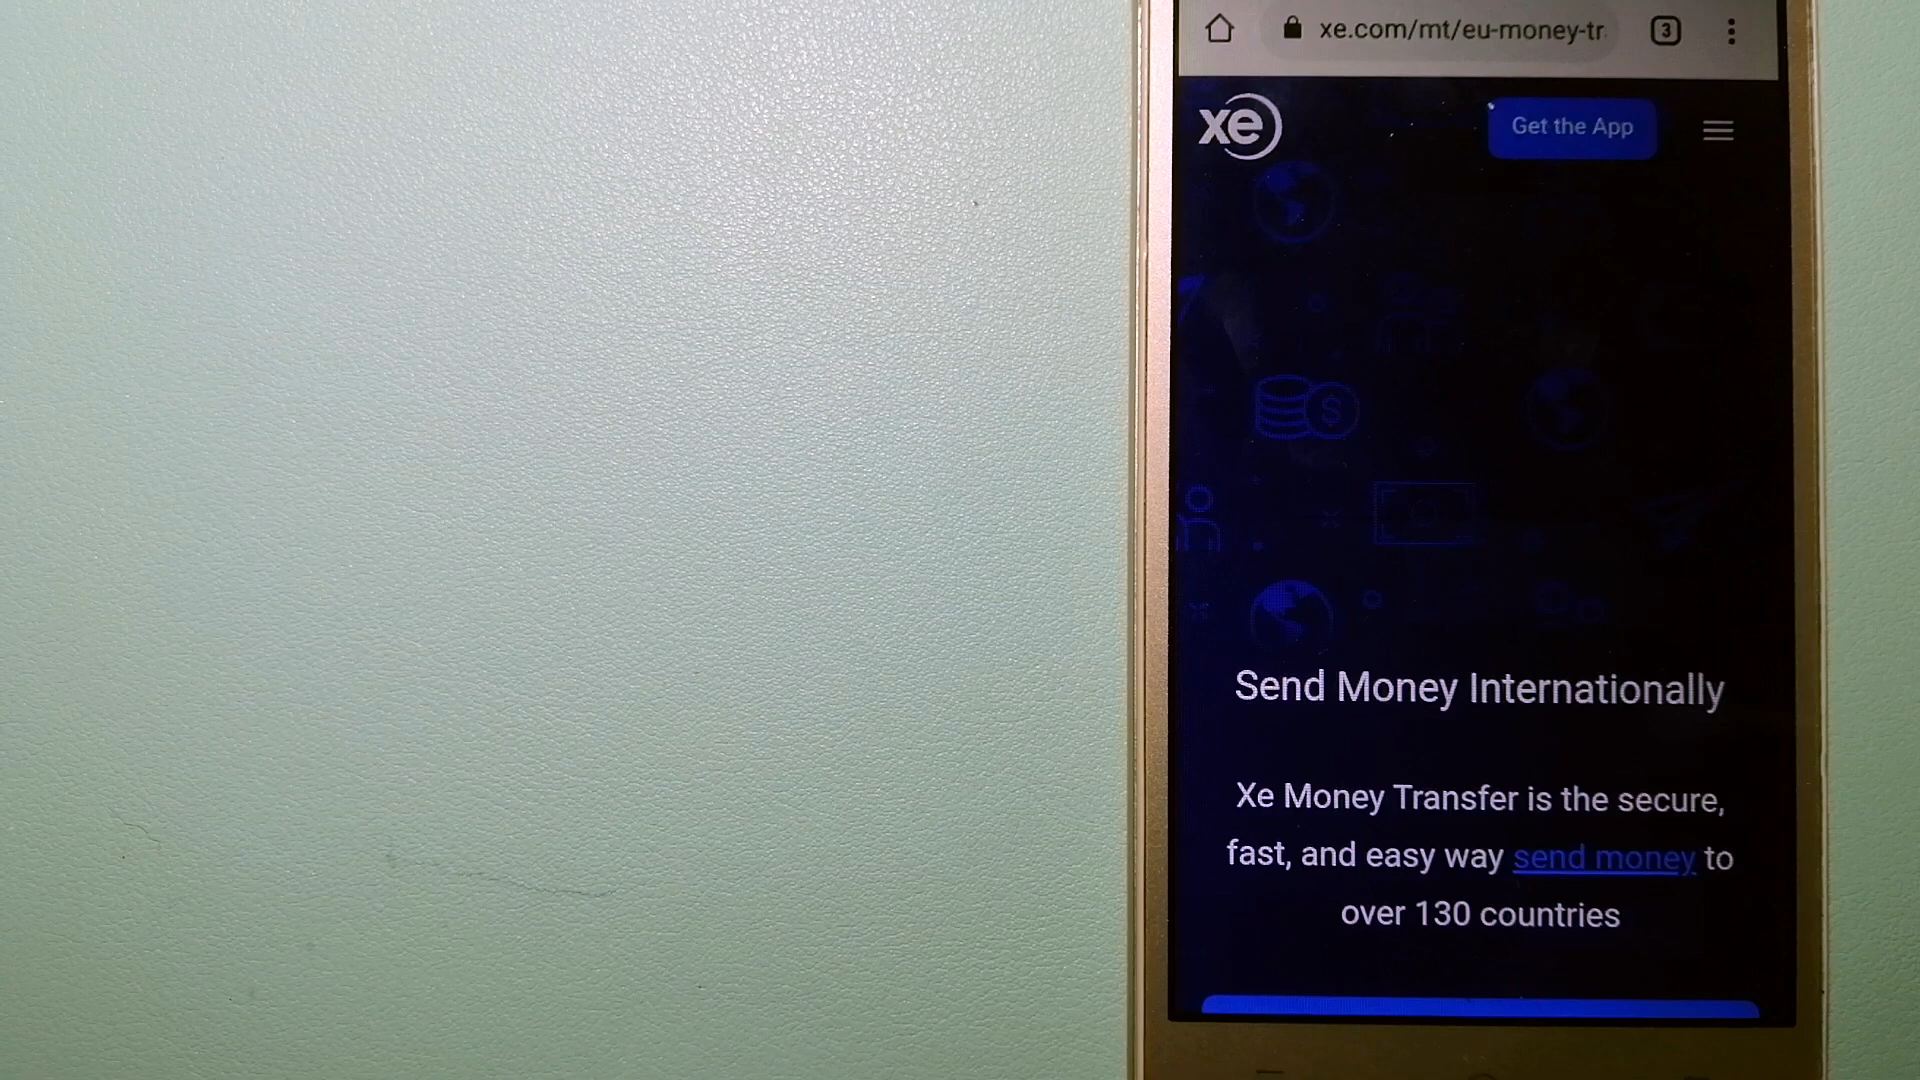 xe.com/mt/eu-money-tr
3
xe
Get the App
$
Send Money Internationally
Xe Money Transfer is the secure,
fast, and easy way send money to
over 130 countries